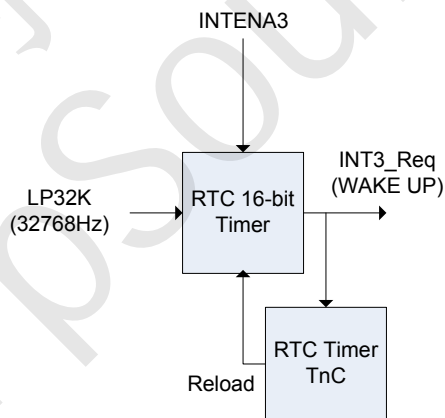 INTENA3
LP32K
(32768Hz)
RTC 16-bit
Timer
INT3_Req
(WAKE UP)
RTC Timer
TnC
Reload